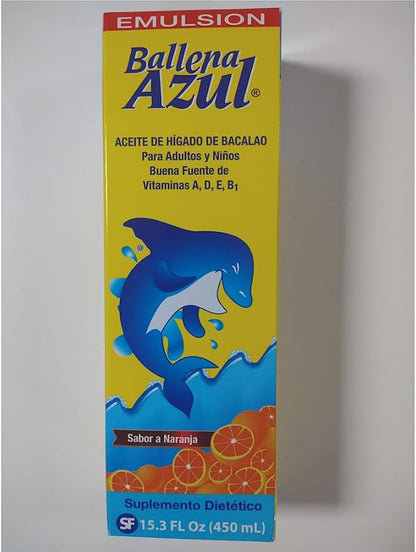 EMULSION
Ballena
AZUL®
ACEITE DE HÍGADO DE BACALAO
Para Adultos y Niños
Buena Fuente de
Vitaminas A, D, E, B1
®
Sabor a Naranja
Suplemento Dietético
SF 15.3 FL Oz (450 mL)